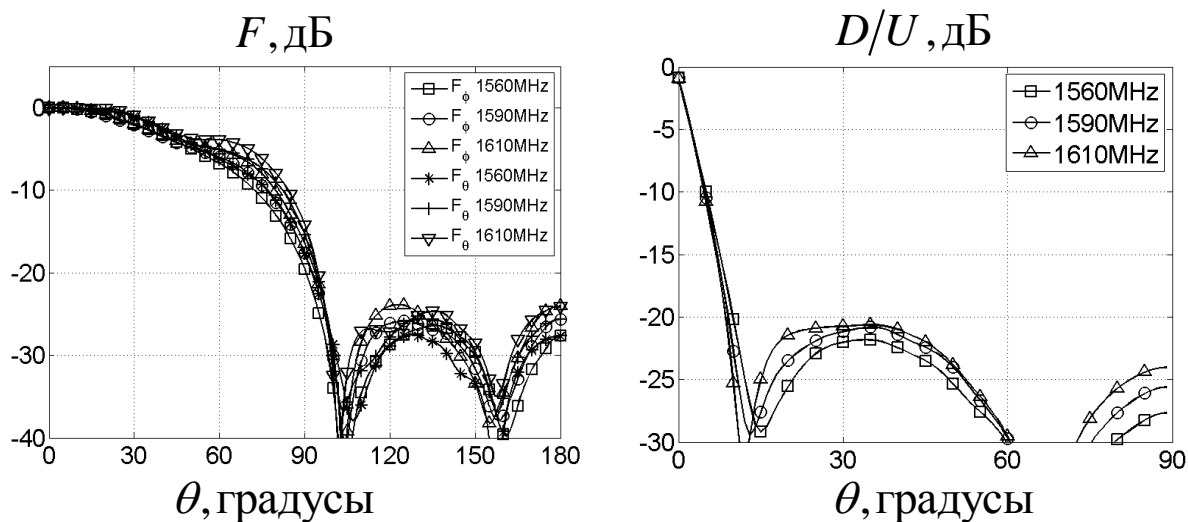 F, дБ
0
-10
-20
-30
-40
F_ϕ 1560MHz
F_ϕ 1590MHz
F_ϕ 1610MHz
F_θ 1560MHz
F_θ 1590MHz
F_θ 1610MHz
0 30 60 90 120 150 180
θ, градусы
D/U, дБ
0
-5
-10
-15
-20
-25
-30
1560MHz
1590MHz
1610MHz
0 30 60 90
θ, градусы